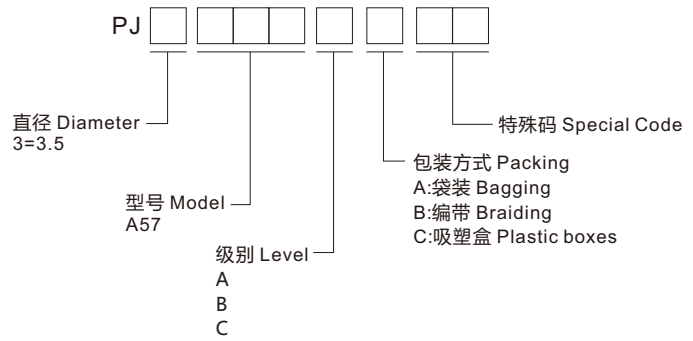 PJ
直径 Diameter
3=3.5
型号 Model
A57
级别 Level
A
B
C
包装方式 Packing
A:袋装 Bagging
B:编带 Braiding
C:吸塑盒 Plastic boxes
特殊码 Special Code